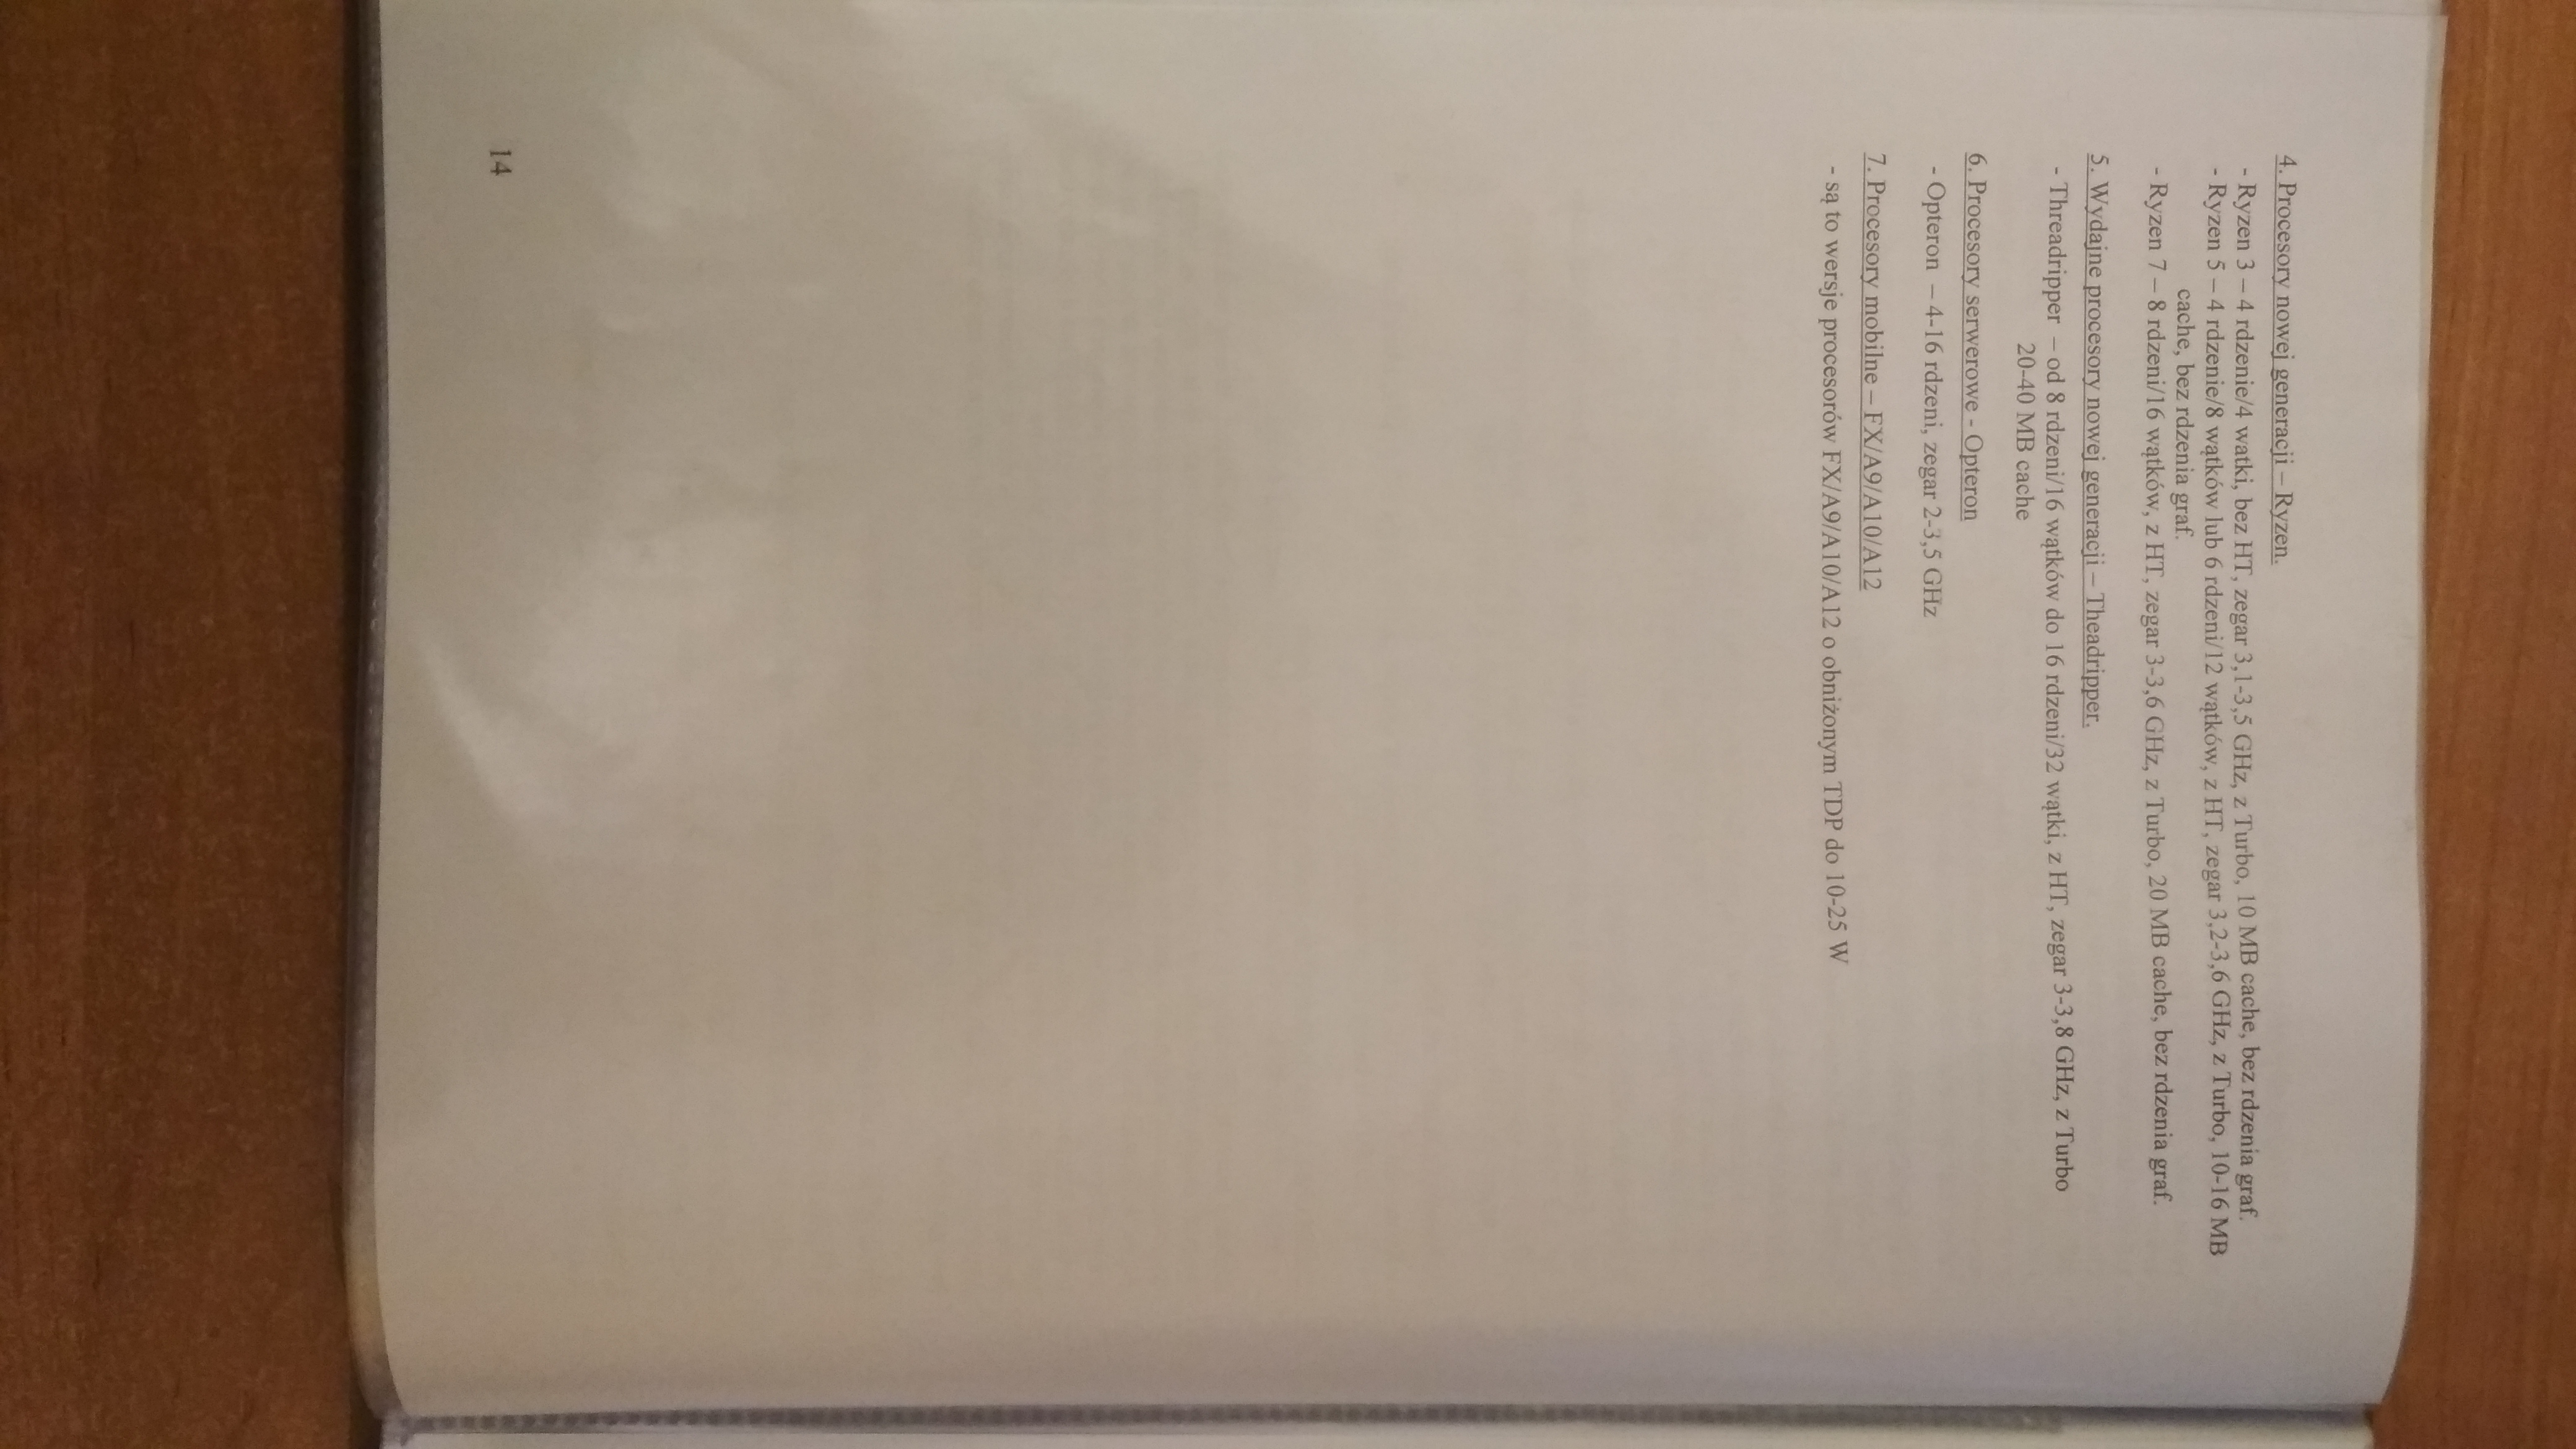 4. Procesory nowej generacji – Ryzen.
- Ryzen 3 – 4 rdzenie/4 watki, bez HT, zegar 3,1-3,5 GHz, z Turbo, 10 MB cache, bez rdzenia graf.
- Ryzen 5 – 4 rdzenie/8 wątków lub 6 rdzeni/12 wątków, z HT, zegar 3,2-3,6 GHz, z Turbo, 10-16 MB
cache, bez rdzenia graf.
- Ryzen 7 – 8 rdzeni/16 wątków, z HT, zegar 3-3,6 GHz, z Turbo, 20 MB cache, bez rdzenia graf.
5. Wydajne procesory nowej generacji – Theadripper.
- Threadripper – od 8 rdzeni/16 wątków do 16 rdzeni/32 wątki, z HT, zegar 3-3,8 GHz, z Turbo
20-40 MB cache
6. Procesory serwerowe - Opteron
- Opteron – 4-16 rdzeni, zegar 2-3,5 GHz
7. Procesory mobilne – FX/A9/A10/A12
- są to wersje procesorów FX/A9/A10/A12 o obniżonym TDP do 10-25 W
14